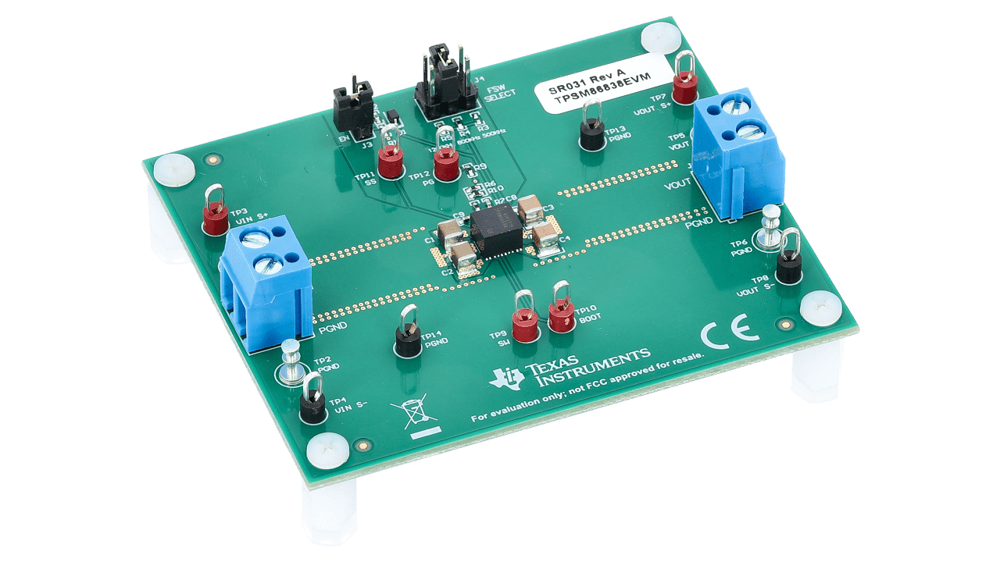 J4
FSW
SELECT
SR031 Rev A
TPSM86838EVM
TP7
VOUT S+
EN
J3
R5
R4
R3
800KHz
500KHz
TP13
PGND
TP5
VOUT
TP11
SS
TP12
PG
R9
R6
R10
R7
C8
VOUT
TP3
VIN S+
C9
C3
C1
C4
C2
PGND
TP6
PGND
TP8
VOUT S-
PGND
TP14
PGND
TP9
SW
TP10
BOOT
TP2
PGND
TP4
VIN S-
TEXAS
INSTRUMENTS
For evaluation only; not FCC approved for resale.
CE